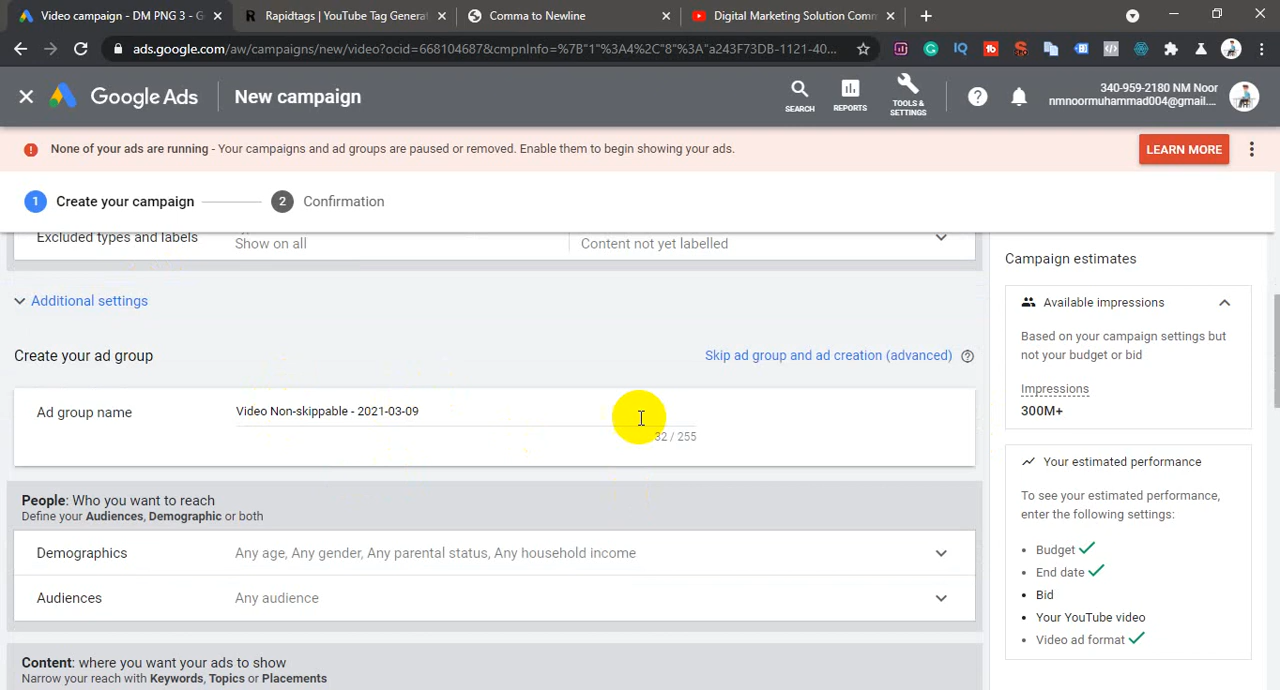 Video campaign - DM PNG 3 - G
Rapidtags | YouTube Tag Generat
Comma to Newline
Digital Marketing Solution Comm
ads.google.com/aw/campaigns/new/video?ocid=668104687&cmpnInfo=%7B"1"%3A4%2C"8"%3A"a243F73DB-1121-40...
Google Ads
New campaign
SEARCH
REPORTS
TOOLS &
SETTINGS
340-959-2180 NM Noor
nmnoormuhammad004@gmail....
None of your ads are running - Your campaigns and ad groups are paused or removed. Enable them to begin showing your ads.
LEARN MORE
1 Create your campaign
2 Confirmation
Excluded types and labels
Show on all
Content not yet labelled
Additional settings
Create your ad group
Skip ad group and ad creation (advanced)
Ad group name
Video Non-skippable - 2021-03-09
32 / 255
People: Who you want to reach
Define your Audiences, Demographic or both
Demographics
Any age, Any gender, Any parental status, Any household income
Audiences
Any audience
Content: where you want your ads to show
Narrow your reach with Keywords, Topics or Placements
Campaign estimates
Available impressions
Based on your campaign settings but
not your budget or bid
Impressions
300M+
Your estimated performance
To see your estimated performance,
enter the following settings:
• Budget
• End date
• Bid
• Your YouTube video
• Video ad format